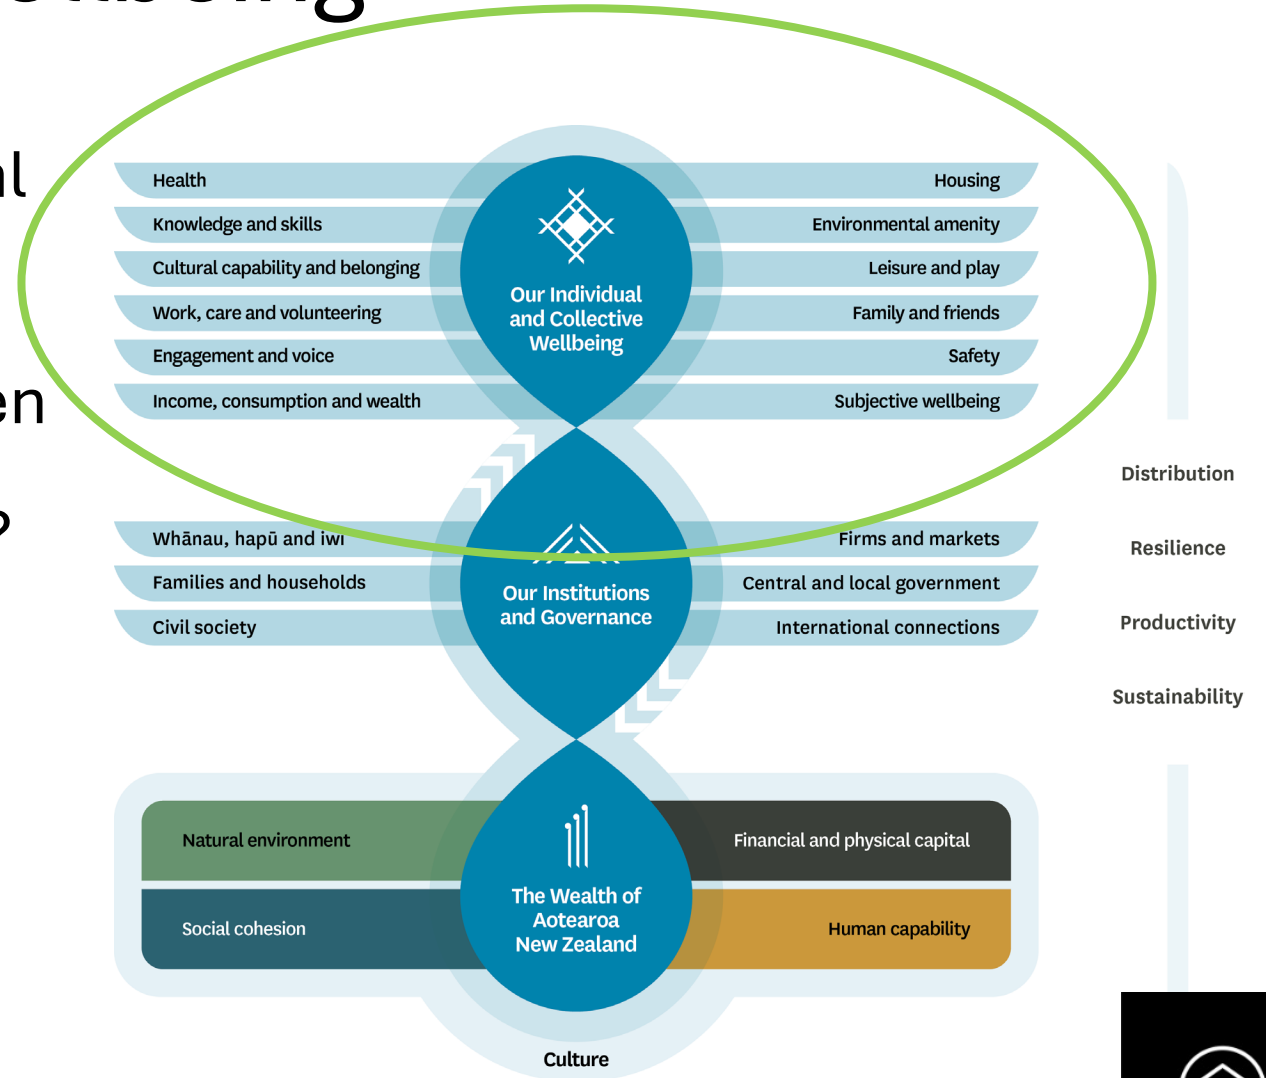 Health
Housing
Knowledge and skills
Environmental amenity
Cultural capability and belonging
Leisure and play
Work, care and volunteering
Family and friends
Engagement and voice
Safety
Income, consumption and wealth
Subjective wellbeing
Our Individual
and Collective
Wellbeing
Distribution
Resilience
Productivity
Sustainability
Whānau, hapū and iwi
Firms and markets
Families and households
Central and local government
Civil society
International connections
Our Institutions
and Governance
Natural environment
Financial and physical capital
Social cohesion
Human capability
The Wealth of
Aotearoa
New Zealand
Culture